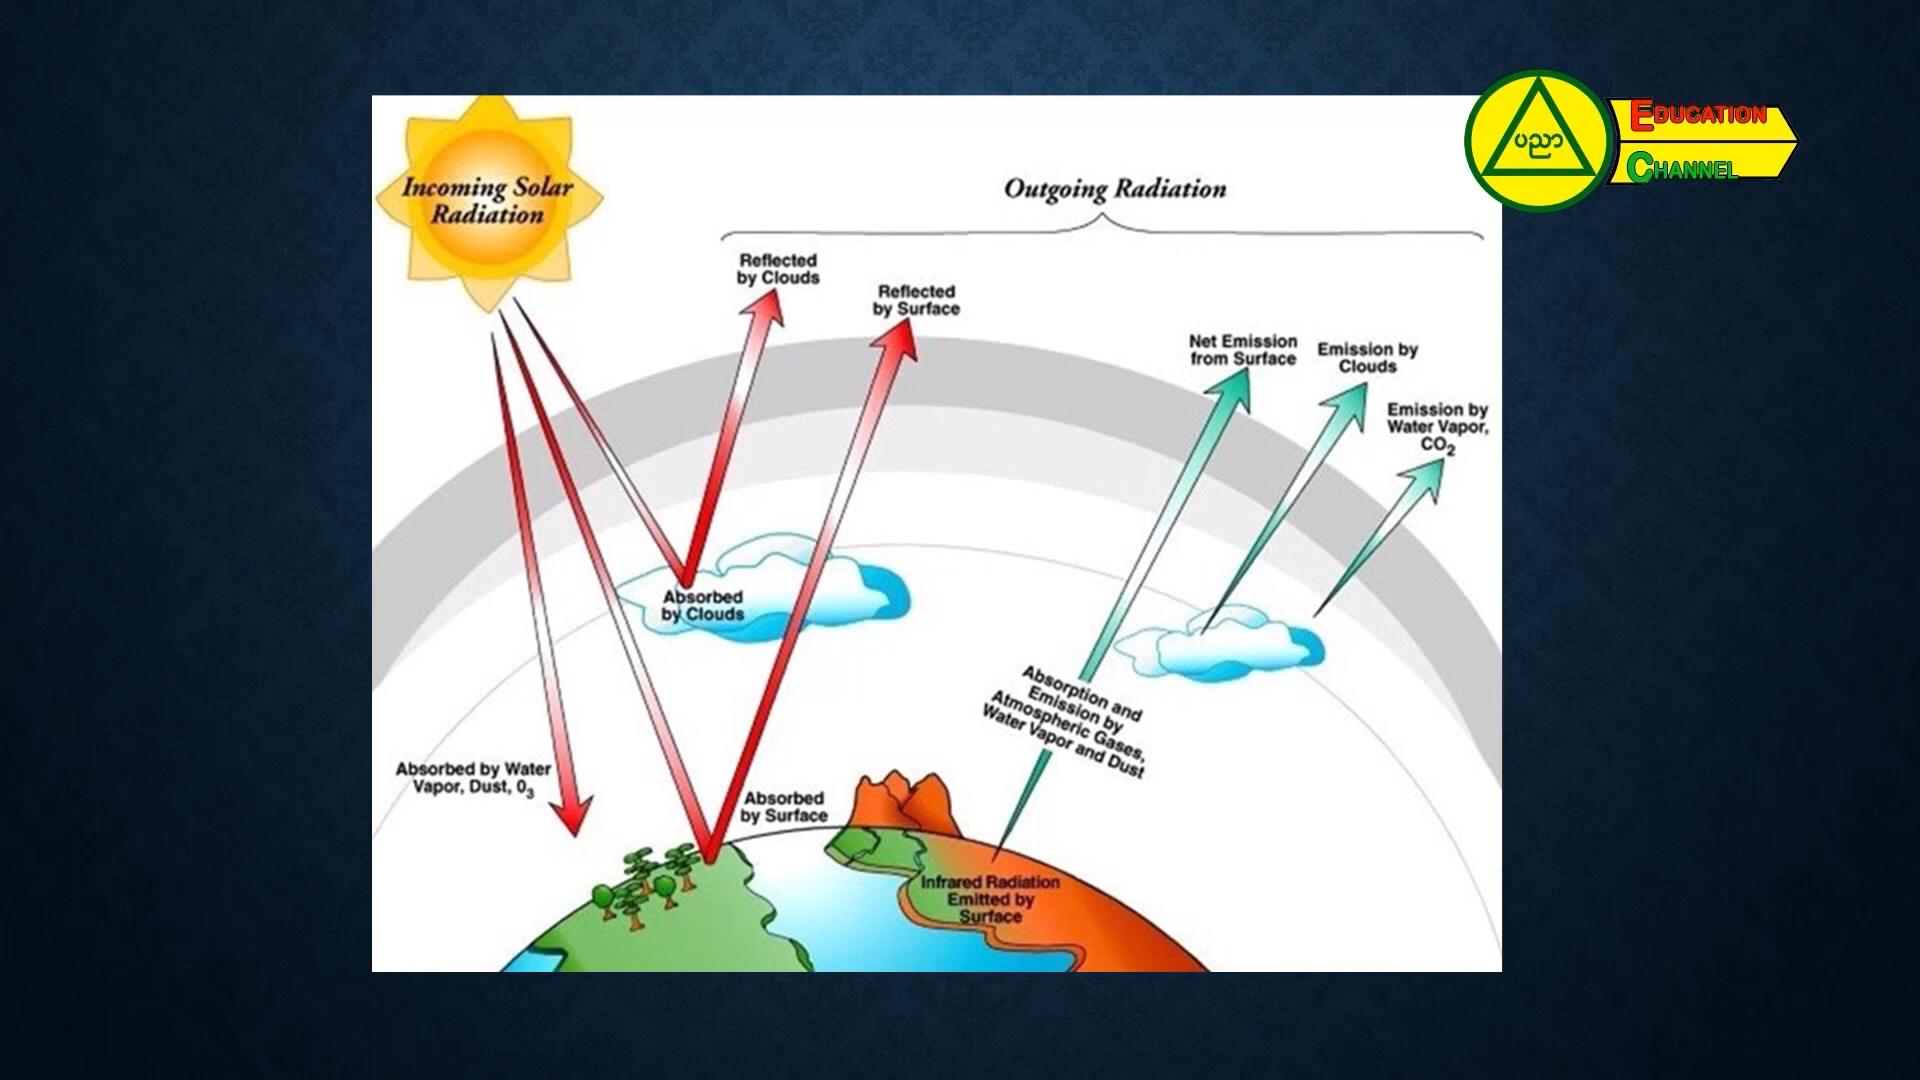 Incoming Solar
Radiation
Outgoing Radiation
Reflected
by Clouds
Reflected
by Surface
Net Emission
from Surface
Emission by
Clouds
Emission by
Water Vapor,
CO2
Absorbed
by Clouds
Absorption and
Emission by
Atmospheric Gases,
Water Vapor and Dust
Absorbed by Water
Vapor, Dust, 03
Absorbed
by Surface
Infrared Radiation
Emitted by
Surface
ပညာ
EDUCATION
CHANNEL